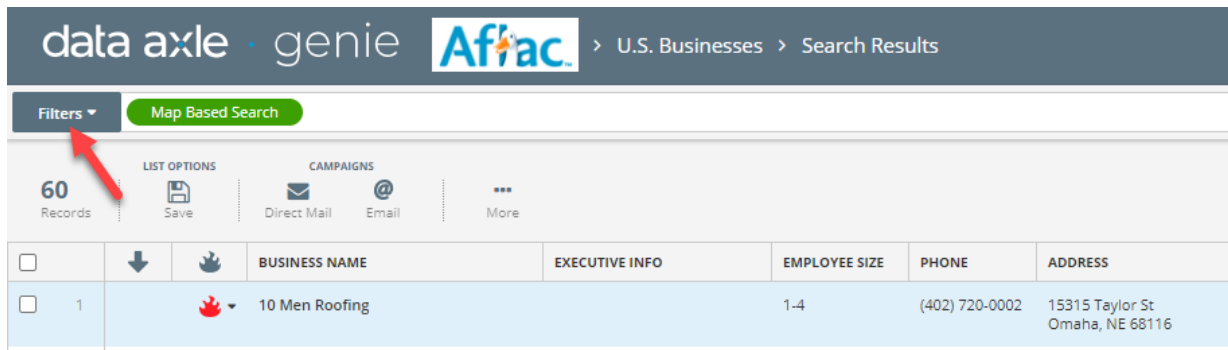 data axle · genie Aflac™ > U.S. Businesses > Search Results
Filters Map Based Search
LIST OPTIONS CAMPAIGNS
60
Records Save Direct Mail @ Email ... More
BUSINESS NAME EXECUTIVE INFO EMPLOYEE SIZE PHONE ADDRESS
1 10 Men Roofing 1-4 (402) 720-0002 15315 Taylor St
Omaha, NE 68116